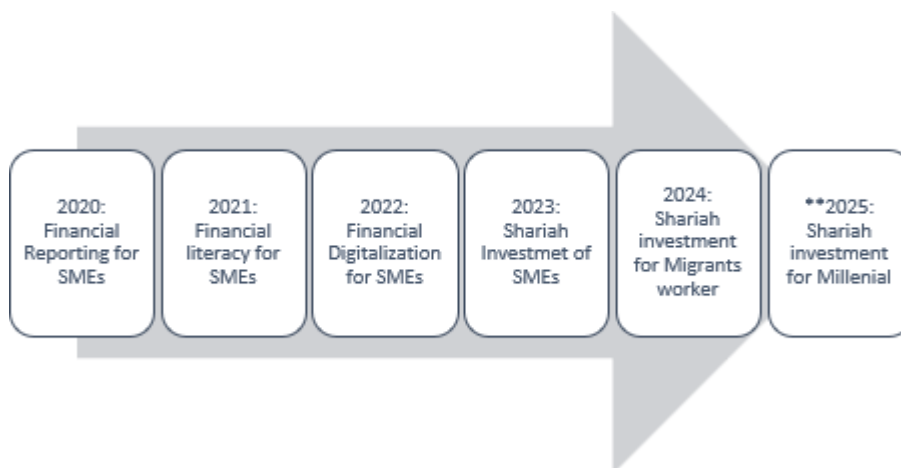 2020:
Financial
Reporting for
SMEs
2021:
Financial
literacy for
SMEs
2022:
Financial
Digitalization
for SMEs
2023:
Shariah
Investmet of
SMEs
2024:
Shariah
investment
for Migrants
worker
**2025:
Shariah
investment
for Millenial